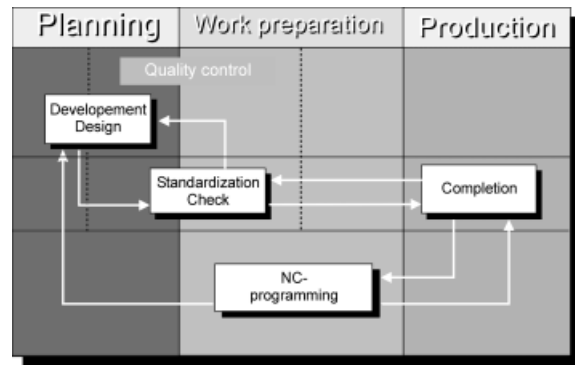 Planning Work preparation Production
Quality control
Developement
Design
Standardization
Check
Completion
NC-
programming